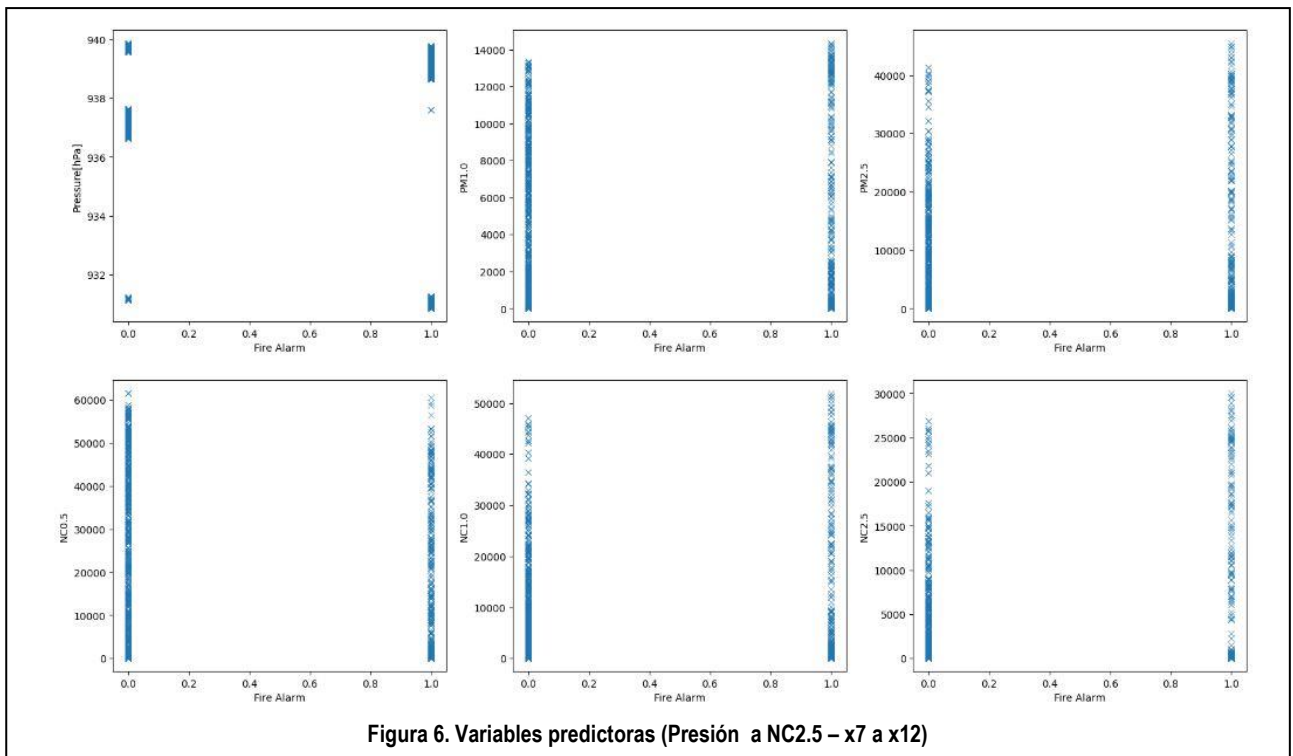 940
938
936
934
932
Pressure[hPa]
0.0 0.2 0.4 0.6 0.8 1.0
Fire Alarm
14000
12000
10000
8000
6000
4000
2000
0
PM1.0
0.0 0.2 0.4 0.6 0.8 1.0
Fire Alarm
40000
30000
20000
10000
0
PM2.5
0.0 0.2 0.4 0.6 0.8 1.0
Fire Alarm
60000
50000
40000
30000
20000
10000
0
NC0.5
0.0 0.2 0.4 0.6 0.8 1.0
Fire Alarm
50000
40000
30000
20000
10000
0
NC1.0
0.0 0.2 0.4 0.6 0.8 1.0
Fire Alarm
30000
25000
20000
15000
10000
5000
0
NC2.5
0.0 0.2 0.4 0.6 0.8 1.0
Fire Alarm
Figura 6. Variables predictoras (Presión a NC2.5 – x7 a x12)